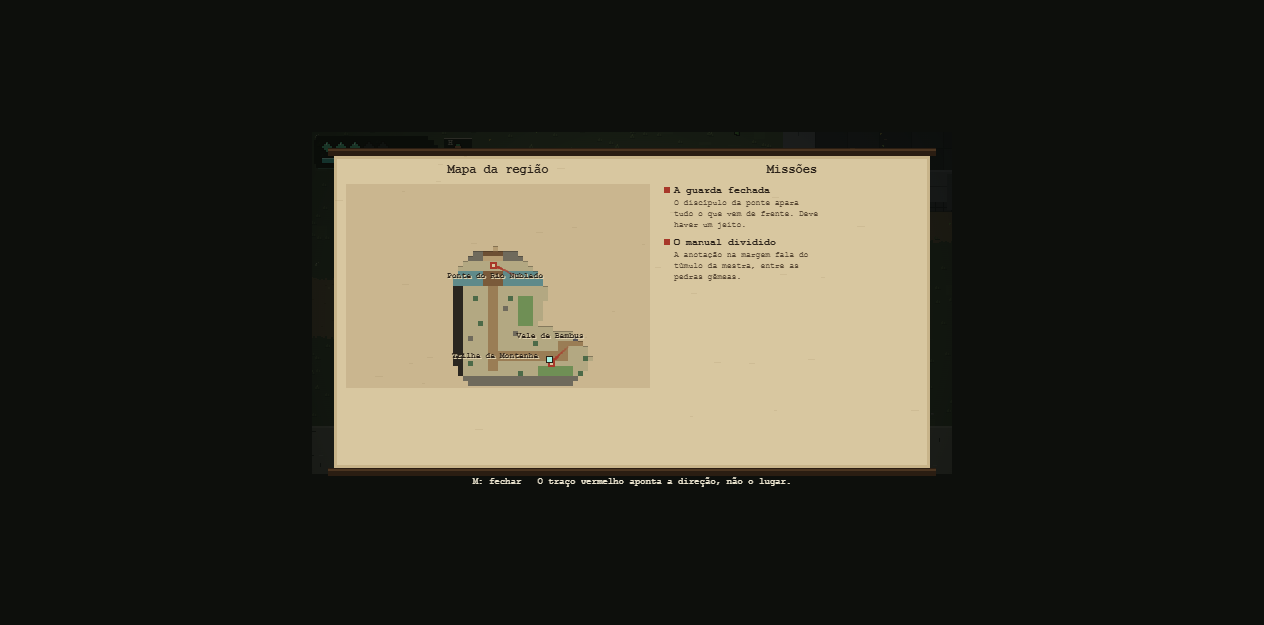 Mapa da região
Missões
A guarda fechada
O discípulo da ponte apara
tudo o que vem de frente. Deve
haver um jeito.
O manual dividido
A anotação na margem fala do
túmulo da mestra, entre as
pedras gêmeas.
Ponte do Rio Nublado
Vale de Bambus
Trilha da Montanha
M: fechar O traço vermelho aponta a direção, não o lugar.